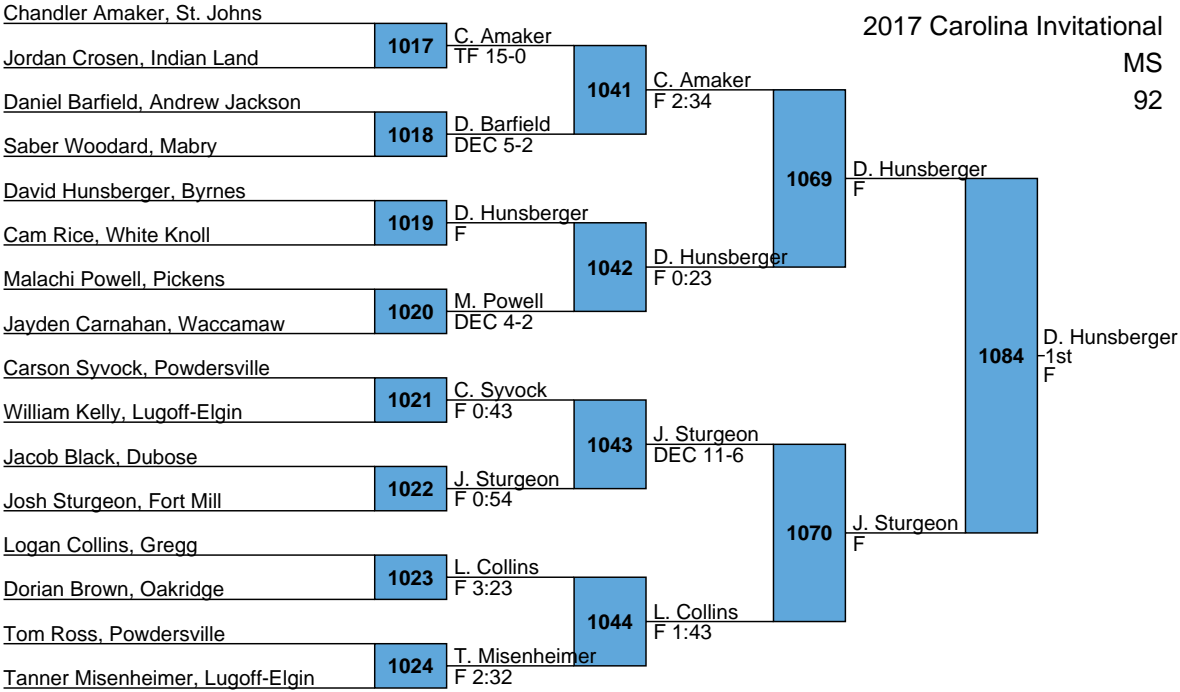 2017 Carolina Invitational
MS
92
Chandler Amaker, St. Johns
Jordan Crosen, Indian Land
Daniel Barfield, Andrew Jackson
Saber Woodard, Mabry
David Hunsberger, Byrnes
Cam Rice, White Knoll
Malachi Powell, Pickens
Jayden Carnahan, Waccamaw
Carson Syvock, Powdersville
William Kelly, Lugoff-Elgin
Jacob Black, Dubose
Josh Sturgeon, Fort Mill
Logan Collins, Gregg
Dorian Brown, Oakridge
Tom Ross, Powdersville
Tanner Misenheimer, Lugoff-Elgin
1017
C. Amaker
TF 15-0
1018
D. Barfield
DEC 5-2
1019
D. Hunsberger
F
1020
M. Powell
DEC 4-2
1021
C. Syvock
F 0:43
1022
J. Sturgeon
F 0:54
1023
L. Collins
F 3:23
1024
T. Misenheimer
F 2:32
1041
C. Amaker
F 2:34
1042
D. Hunsberger
F 0:23
1043
J. Sturgeon
DEC 11-6
1044
L. Collins
F 1:43
1069
D. Hunsberger
F
1070
J. Sturgeon
F
1084
D. Hunsberger
1st
F